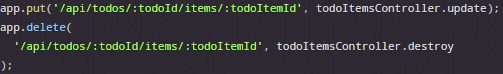 app.put('/api/todos/:todoId/items/:todoItemId', todoItemsController.update);
app.delete(
  '/api/todos/:todoId/items/:todoItemId', todoItemsController.destroy
);